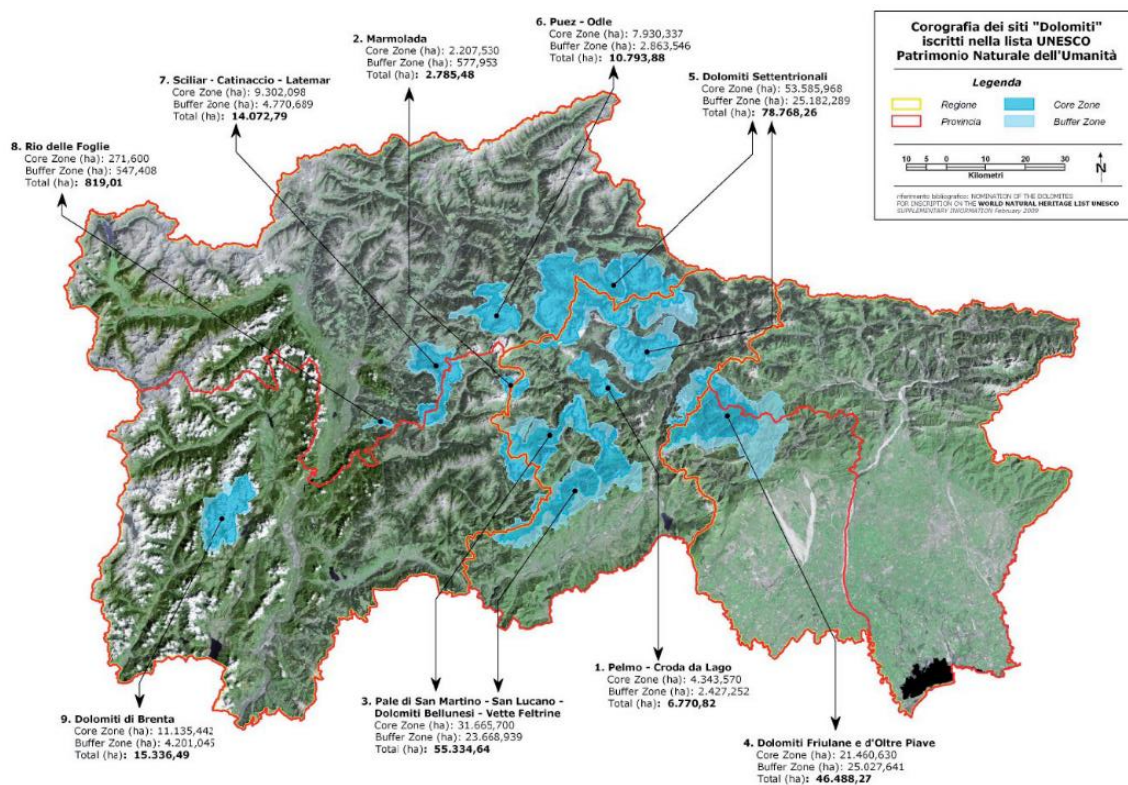 6. Puez - Odle
Core Zone (ha): 7.930,337
Buffer Zone (ha): 2.863,546
Total (ha): 10.793,88
2. Marmolada
Core Zone (ha): 2.207,530
Buffer Zone (ha): 577,953
Total (ha): 2.785,48
7. Sciliar - Catinaccio - Latemar
Core Zone (ha): 9.302,098
Buffer Zone (ha): 4.770,689
Total (ha): 14.072,79
5. Dolomiti Settentrionali
Core Zone (ha): 53.585,968
Buffer Zone (ha): 25.182,289
Total (ha): 78.768,26
8. Rio delle Foglie
Core Zone (ha): 271,600
Buffer Zone (ha): 547,408
Total (ha): 819,01
Corografia dei siti "Dolomiti"
iscritti nella lista UNESCO
Patrimonio Naturale dell'Umanità
Legenda
Regione
Core Zone
Provincia
Buffer Zone
10 5 0 10 20 30
Kilometri
N
riferimento bibliografico: NOMINATION OF THE DOLOMITES
FOR INSCRIPTION ON THE WORLD NATURAL HERITAGE LIST UNESCO
SUPPLEMENTARY INFORMATION February 2009
1. Pelmo - Croda da Lago
Core Zone (ha): 4.343,570
Buffer Zone (ha): 2.427,252
Total (ha): 6.770,82
3. Pale di San Martino - San Lucano -
Dolomiti Bellunesi - Vette Feltrine
Core Zone (ha): 31.665,700
Buffer Zone (ha): 23.668,939
Total (ha): 55.334,64
9. Dolomiti di Brenta
Core Zone (ha): 11.135,442
Buffer Zone (ha): 4.201,045
Total (ha): 15.336,49
4. Dolomiti Friulane e d'Oltre Piave
Core Zone (ha): 21.460,630
Buffer Zone (ha): 25.027,641
Total (ha): 46.488,27